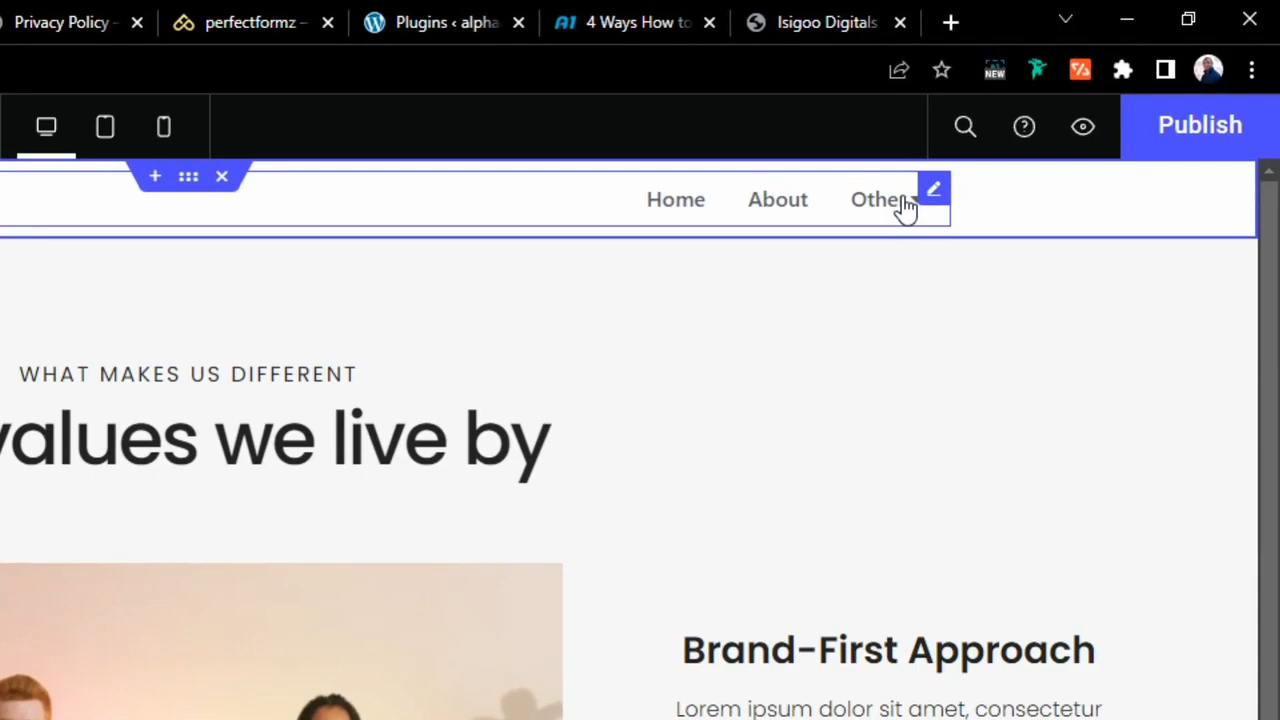 Privacy Policy -
perfectformz -
Plugins ‹ alpha
4 Ways How to
Isigoo Digitals
NEW
Publish
Home
About
WHAT MAKES US DIFFERENT
values we live by
Brand-First Approach
Lorem ipsum dolor sit amet, consectetur